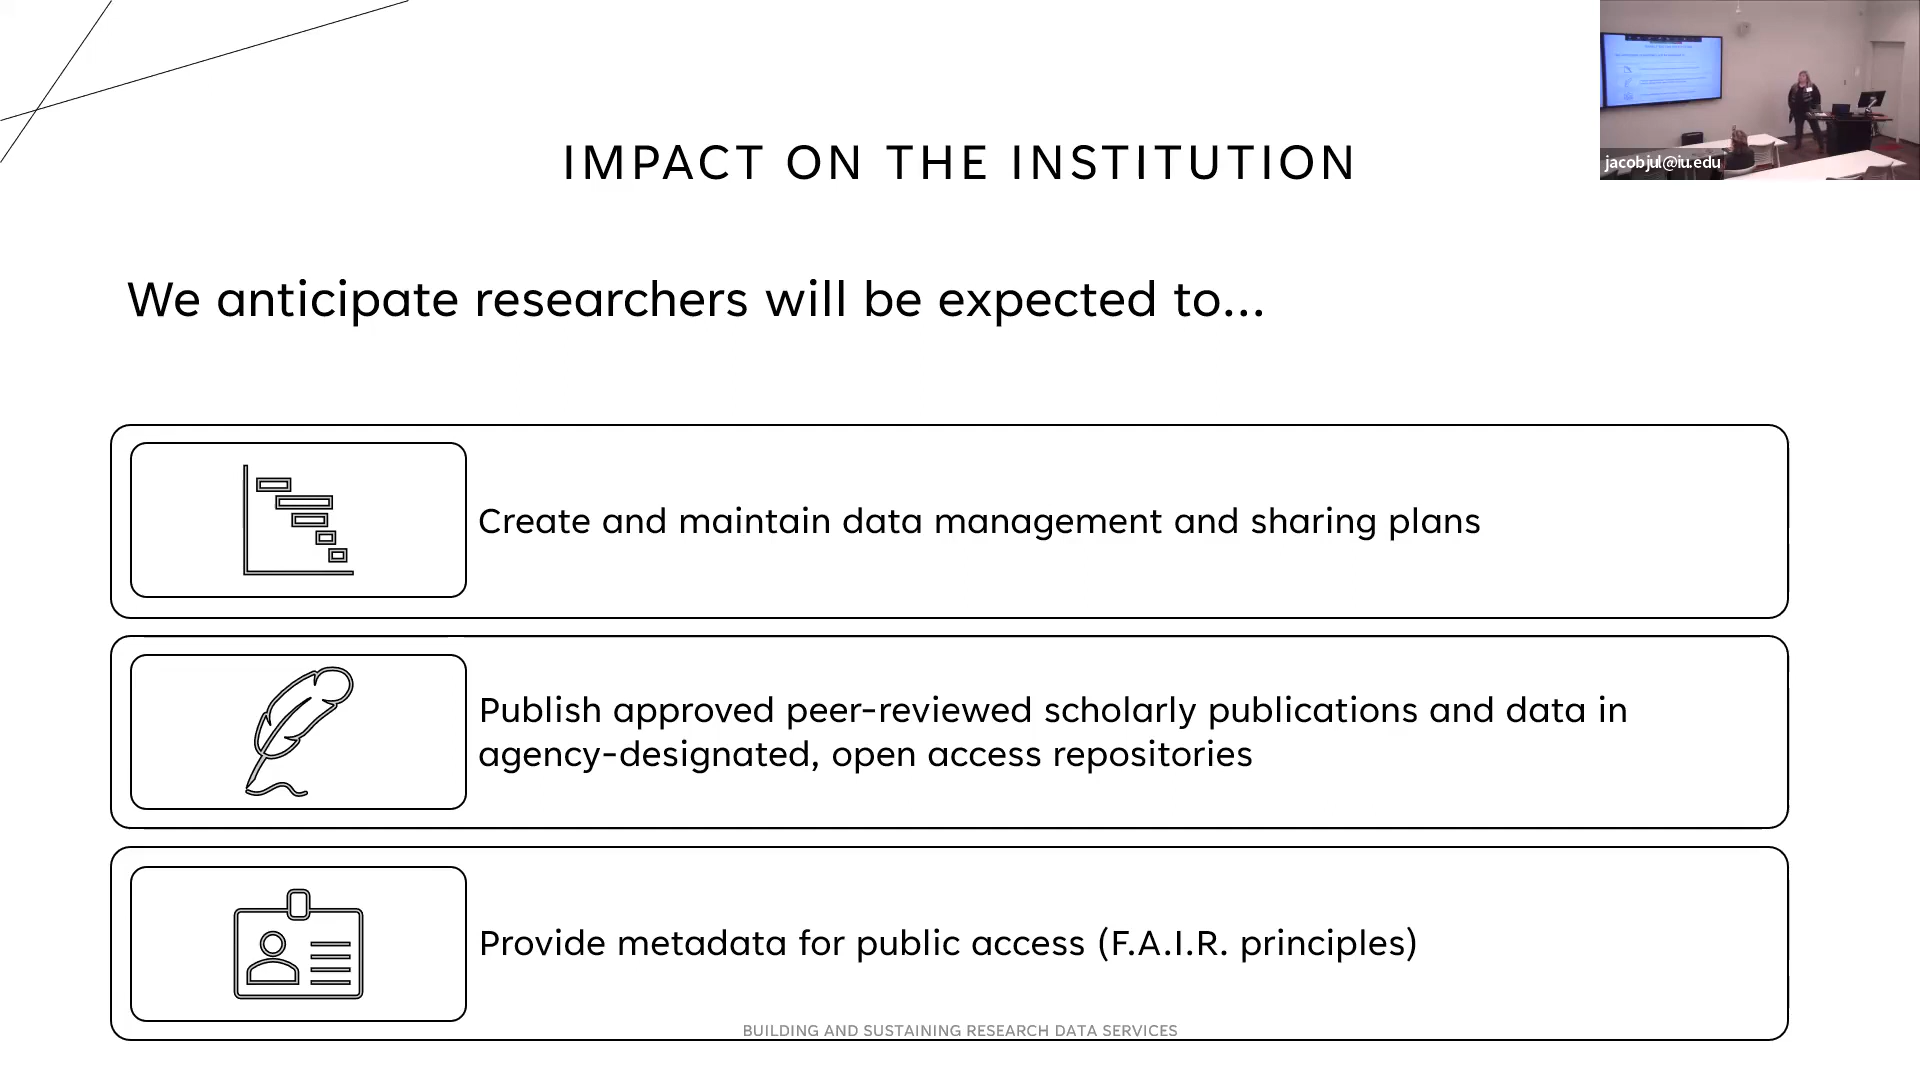 IMPACT ON THE INSTITUTION
jacobjul@iu.edu
We anticipate researchers will be expected to...
Create and maintain data management and sharing plans
Publish approved peer-reviewed scholarly publications and data in
agency-designated, open access repositories
Provide metadata for public access (F.A.I.R. principles)
BUILDING AND SUSTAINING RESEARCH DATA SERVICES